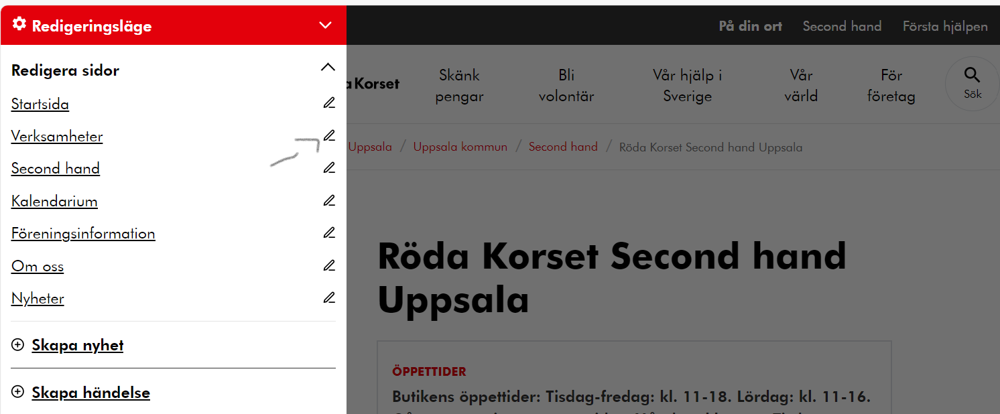 Redigeringsläge
Redigera sidor
Startsida
Verksamheter
Second hand
Kalendarium
Föreningsinformation
Om oss
Nyheter
Skapa nyhet
Skapa händelse
På din ort Second hand Första hjälpen
a Korset
Skänk pengar
Bli volontär
Vår hjälp i Sverige
Vår värld
För företag
Sök
Uppsala / Uppsala kommun / Second hand / Röda Korset Second hand Uppsala
Röda Korset Second hand
Uppsala
ÖPPETTIDER
Butikens öppettider: Tisdag-fredag: kl. 11-18. Lördag: kl. 11-16.